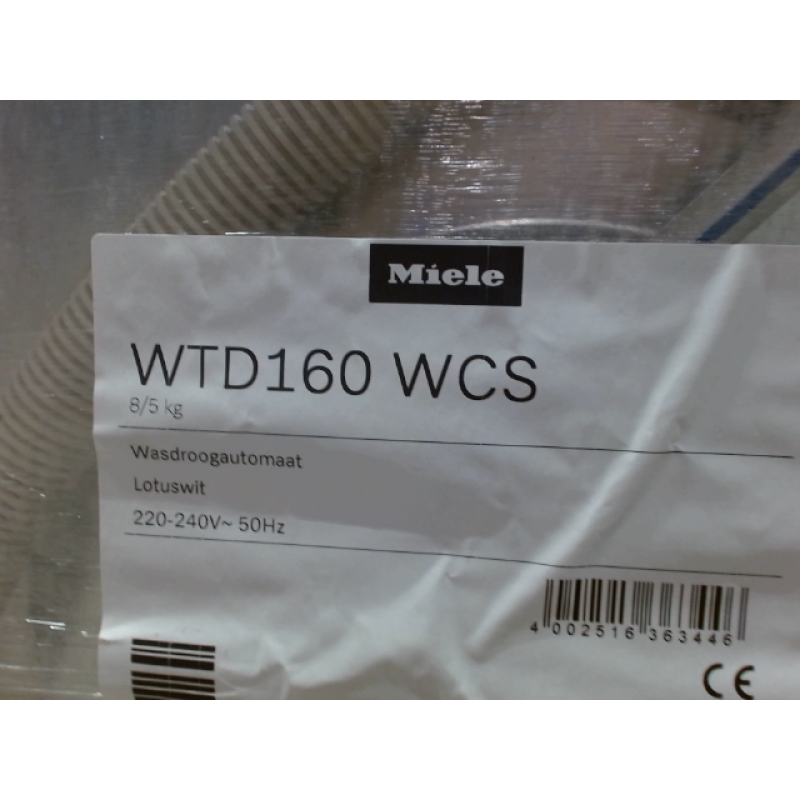 Miele
WTD160 WCS
8/5 kg
Wasdroogautomaat
Lotuswit
220-240V~ 50Hz
4 002516 363446
CE